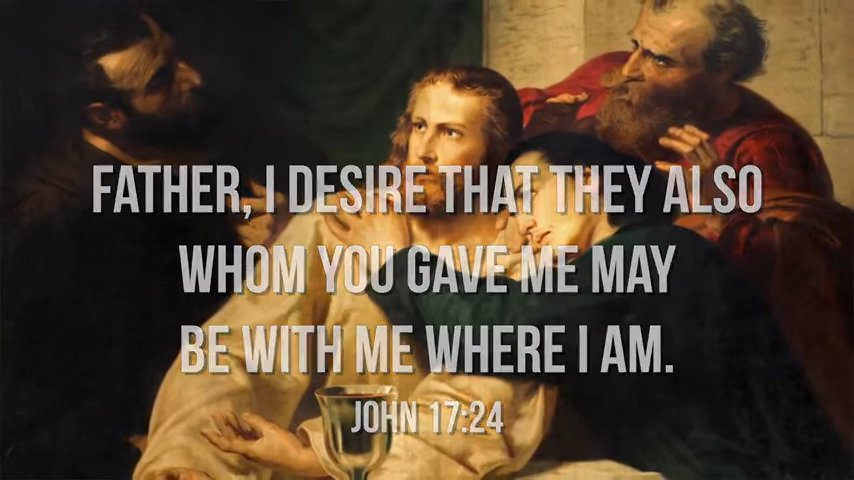 FATHER, I DESIRE THAT THEY ALSO
WHOM YOU GAVE ME MAY
BE WITH ME WHERE I AM.
JOHN 17:24